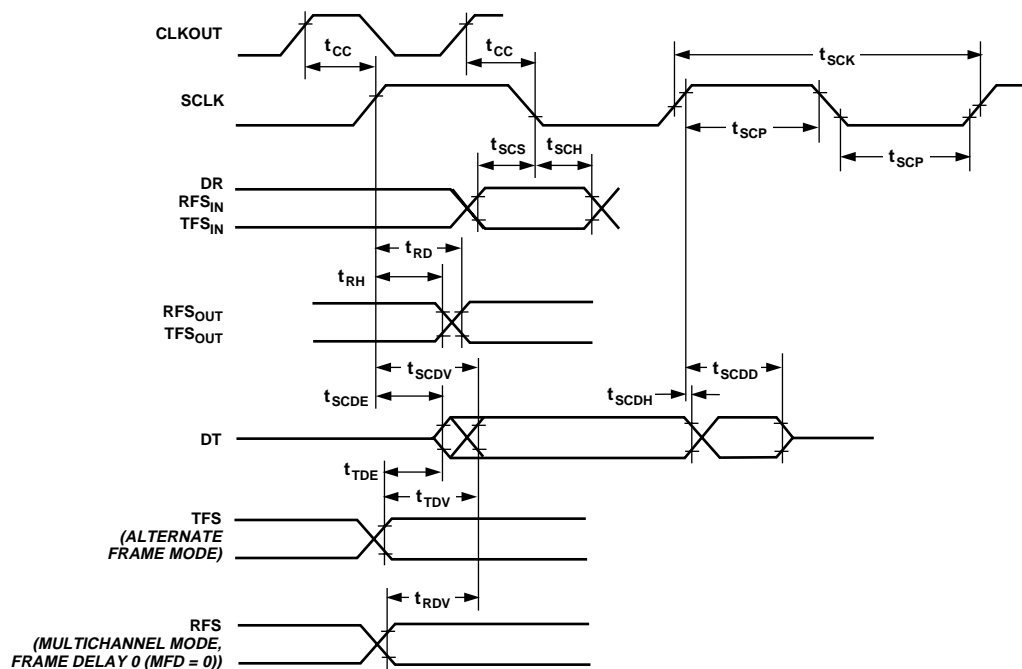 CLKOUT
tCC
tCC
tSCK
SCLK
tSCP
tSCP
tSCS
tSCH
DR
RFSIN
TFSIN
tRD
tRH
RFSOUT
TFSOUT
tSCDV
tSCDD
tSCDE
tSCDH
DT
tTDE
tTDV
TFS
(ALTERNATE
FRAME MODE)
tRDV
RFS
(MULTICHANNEL MODE,
FRAME DELAY 0 (MFD = 0))